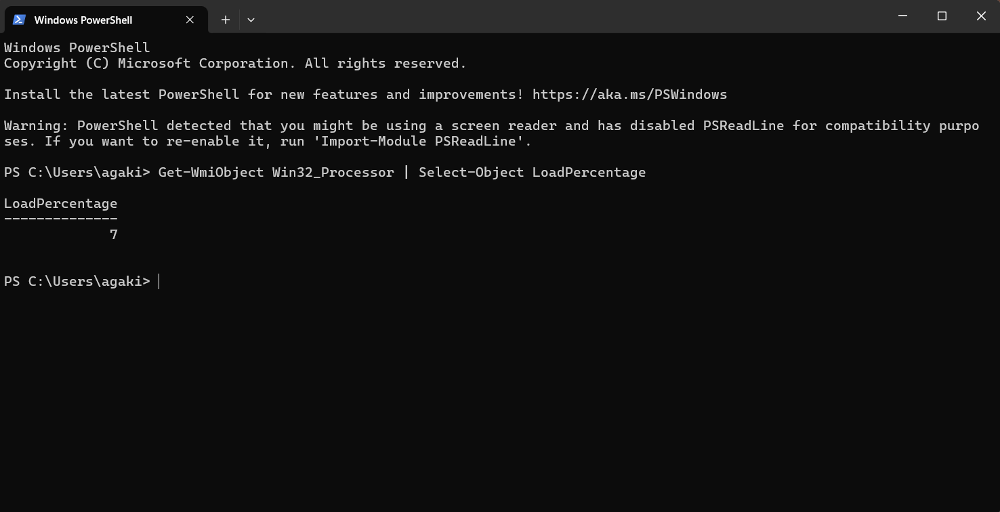 Windows PowerShell
Windows PowerShell
Copyright (C) Microsoft Corporation. All rights reserved.
Install the latest PowerShell for new features and improvements! https://aka.ms/PSWindows
Warning: PowerShell detected that you might be using a screen reader and has disabled PSReadLine for compatibility purpo
ses. If you want to re-enable it, run 'Import-Module PSReadLine'.
PS C:\Users\agaki> Get-WmiObject Win32_Processor | Select-Object LoadPercentage
LoadPercentage
--------------
7
PS C:\Users\agaki>